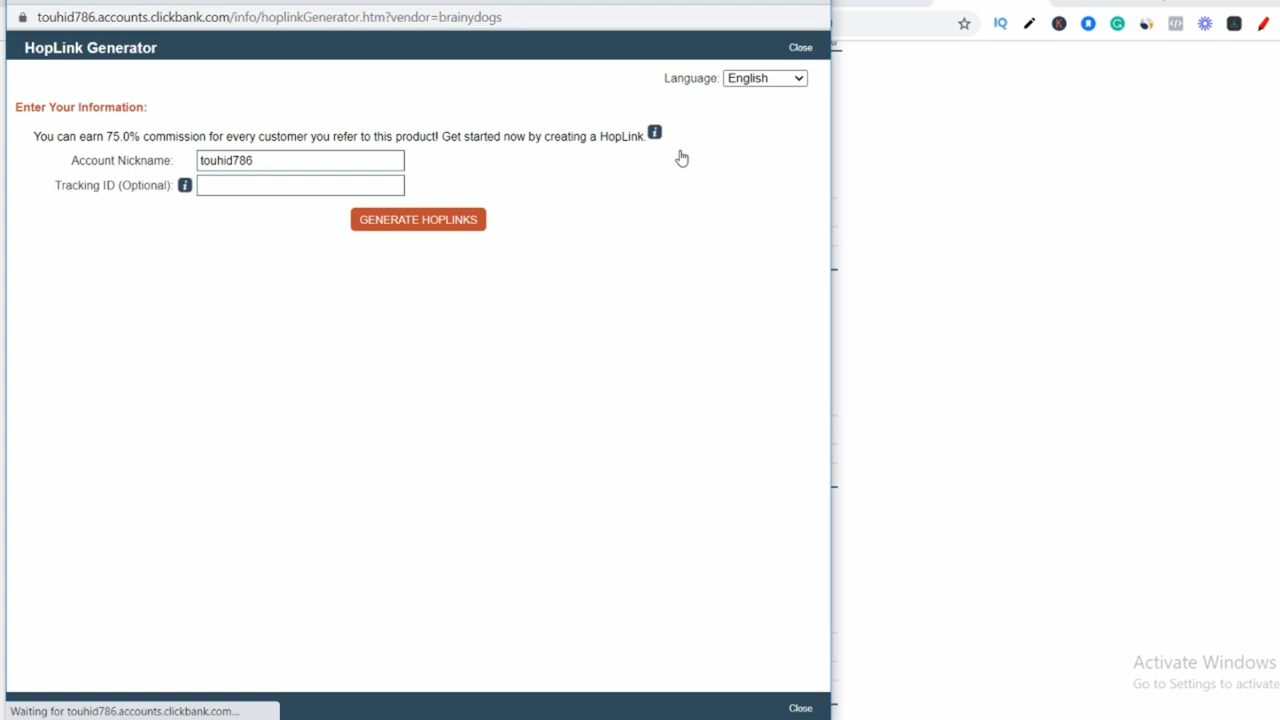 touhid786.accounts.clickbank.com/info/hoplinkGenerator.htm?vendor=brainydogs
HopLink Generator
Close
Language: English
Enter Your Information:
You can earn 75.0% commission for every customer you refer to this product! Get started now by creating a HopLink.
Account Nickname: touhid786
Tracking ID (Optional):
GENERATE HOPLINKS
IQ
Activate Windows
Go to Settings to activate
Waiting for touhid786.accounts.clickbank.com...
Close